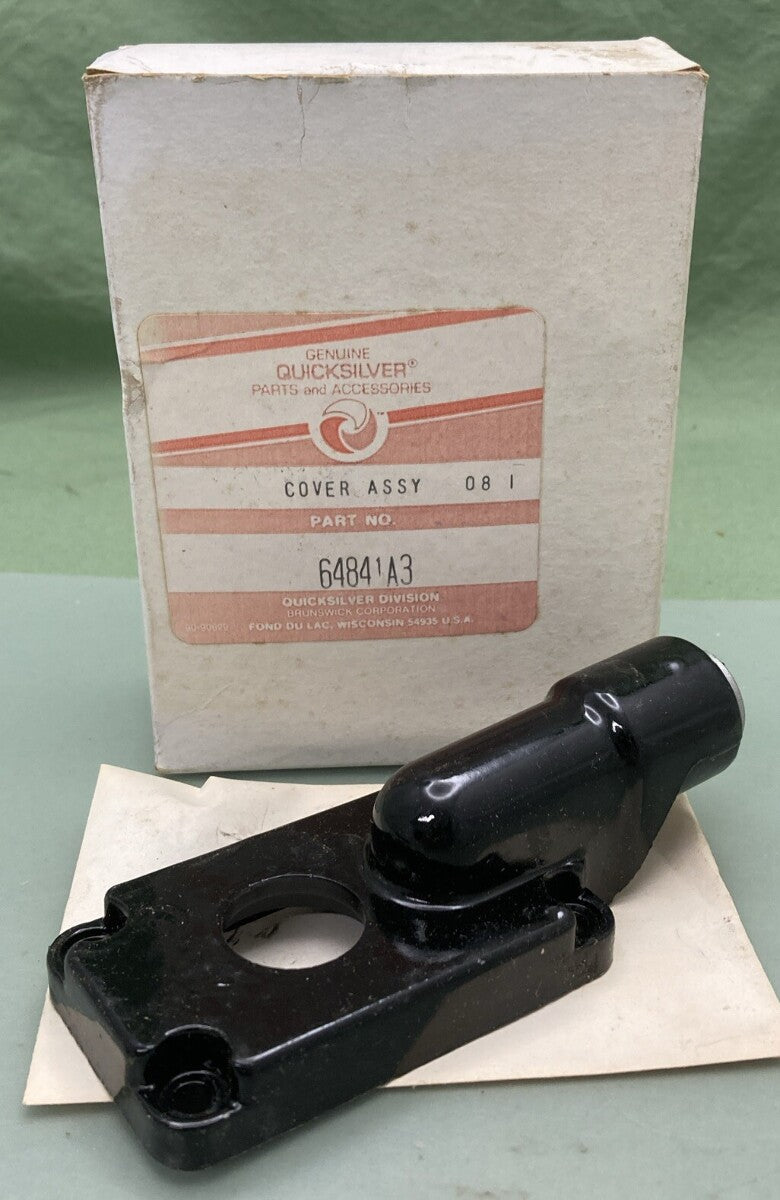 GENUINE
QUICKSILVER®
PARTS and ACCESSORIES
™
COVER ASSY 08 1
PART NO.
64841A3
QUICKSILVER DIVISION
BRUNSWICK CORPORATION
FOND DU LAC, WISCONSIN 54935 U.S.A.